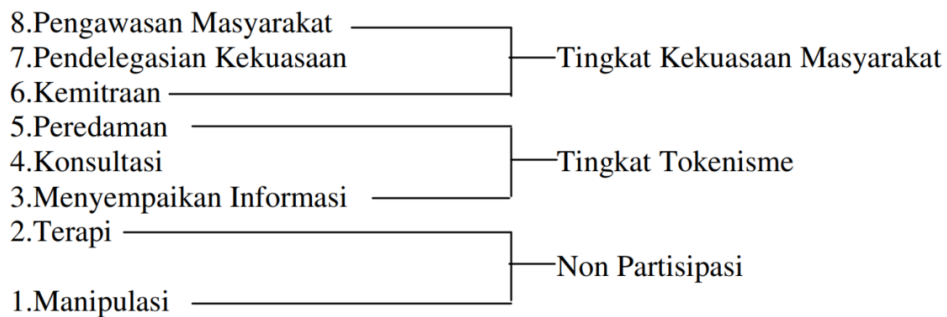 8.Pengawasan Masyarakat
7.Pendelegasian Kekuasaan
Tingkat Kekuasaan Masyarakat
6.Kemitraan
5.Peredaman
4.Konsultasi
Tingkat Tokenisme
3.Menyempaikan Informasi
2.Terapi
Non Partisipasi
1.Manipulasi